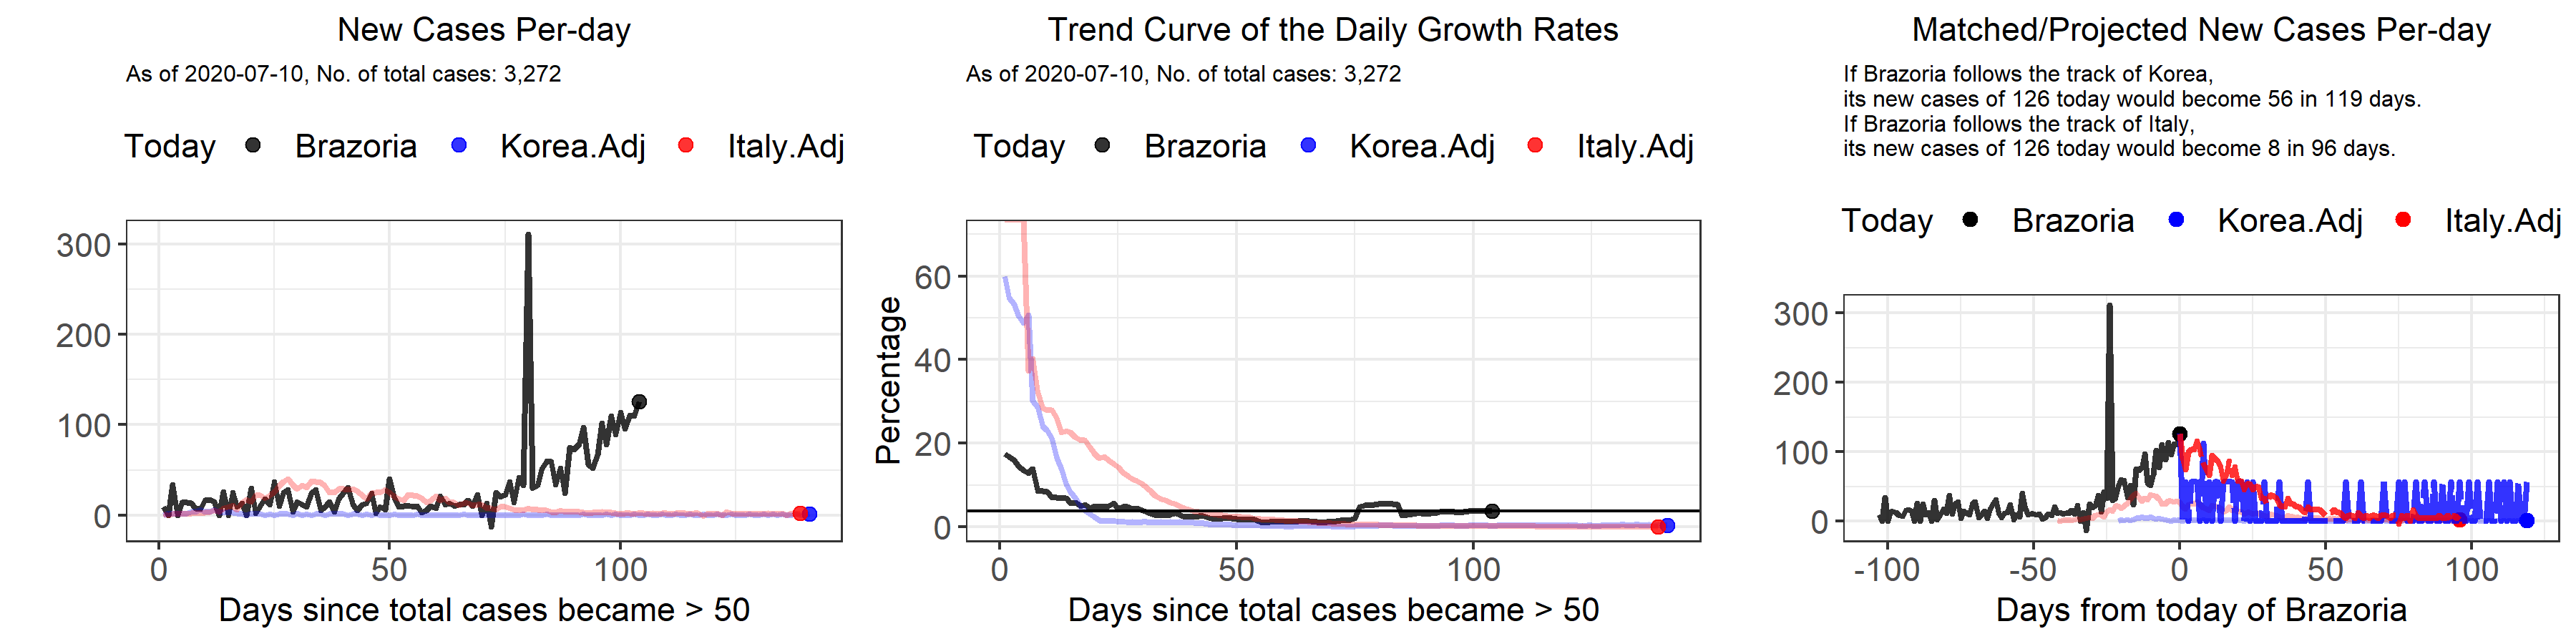 New Cases Per-day
As of 2020-07-10, No. of total cases: 3,272
Today Brazoria Korea.Adj Italy.Adj
300
200
100
0
0 50 100
Days since total cases became > 50
Trend Curve of the Daily Growth Rates
As of 2020-07-10, No. of total cases: 3,272
Today Brazoria Korea.Adj Italy.Adj
Percentage
60
40
20
0
0 50 100
Days since total cases became > 50
Matched/Projected New Cases Per-day
If Brazoria follows the track of Korea,
its new cases of 126 today would become 56 in 119 days.
If Brazoria follows the track of Italy,
its new cases of 126 today would become 8 in 96 days.
Today Brazoria Korea.Adj Italy.Adj
300
200
100
0
-100 -50 0 50 100
Days from today of Brazoria